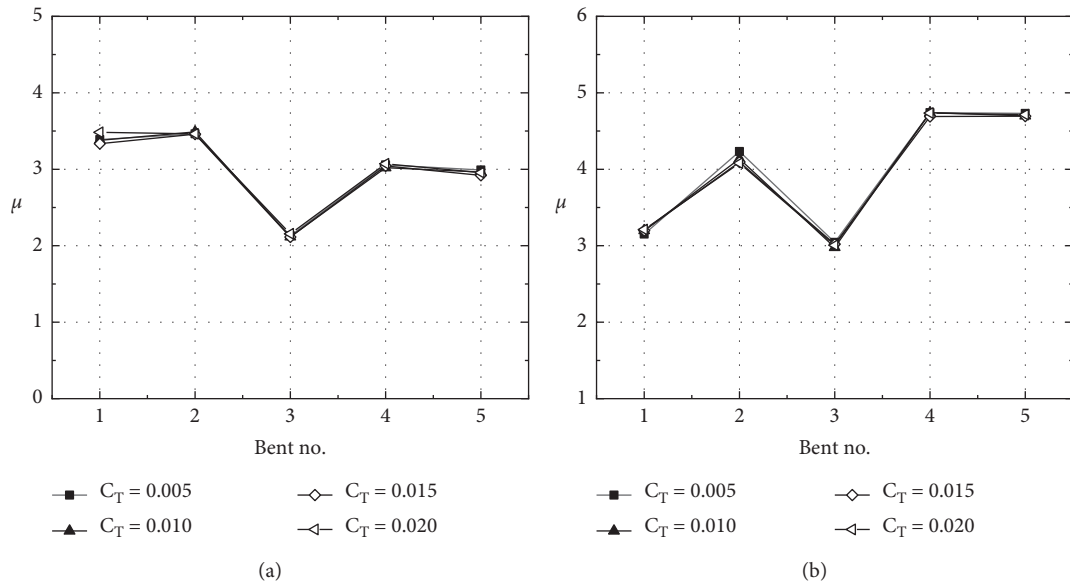 5
4
3
μ
2
1
0
1 2 3 4 5
Bent no.
C_T = 0.005
C_T = 0.015
C_T = 0.010
C_T = 0.020
(a)
6
5
4
μ
3
2
1
1 2 3 4 5
Bent no.
C_T = 0.005
C_T = 0.015
C_T = 0.010
C_T = 0.020
(b)